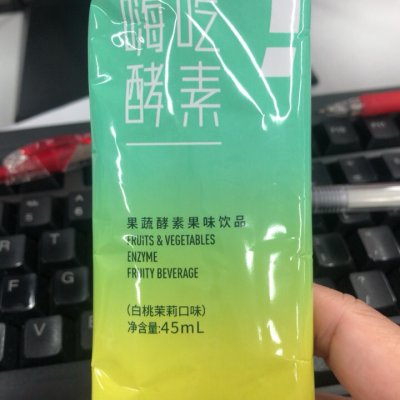 嗨吃
酵素
果蔬酵素果味饮品
FRUITS & VEGETABLES
ENZYME
FRUITY BEVERAGE
(白桃茉莉口味)
净含量:45mL